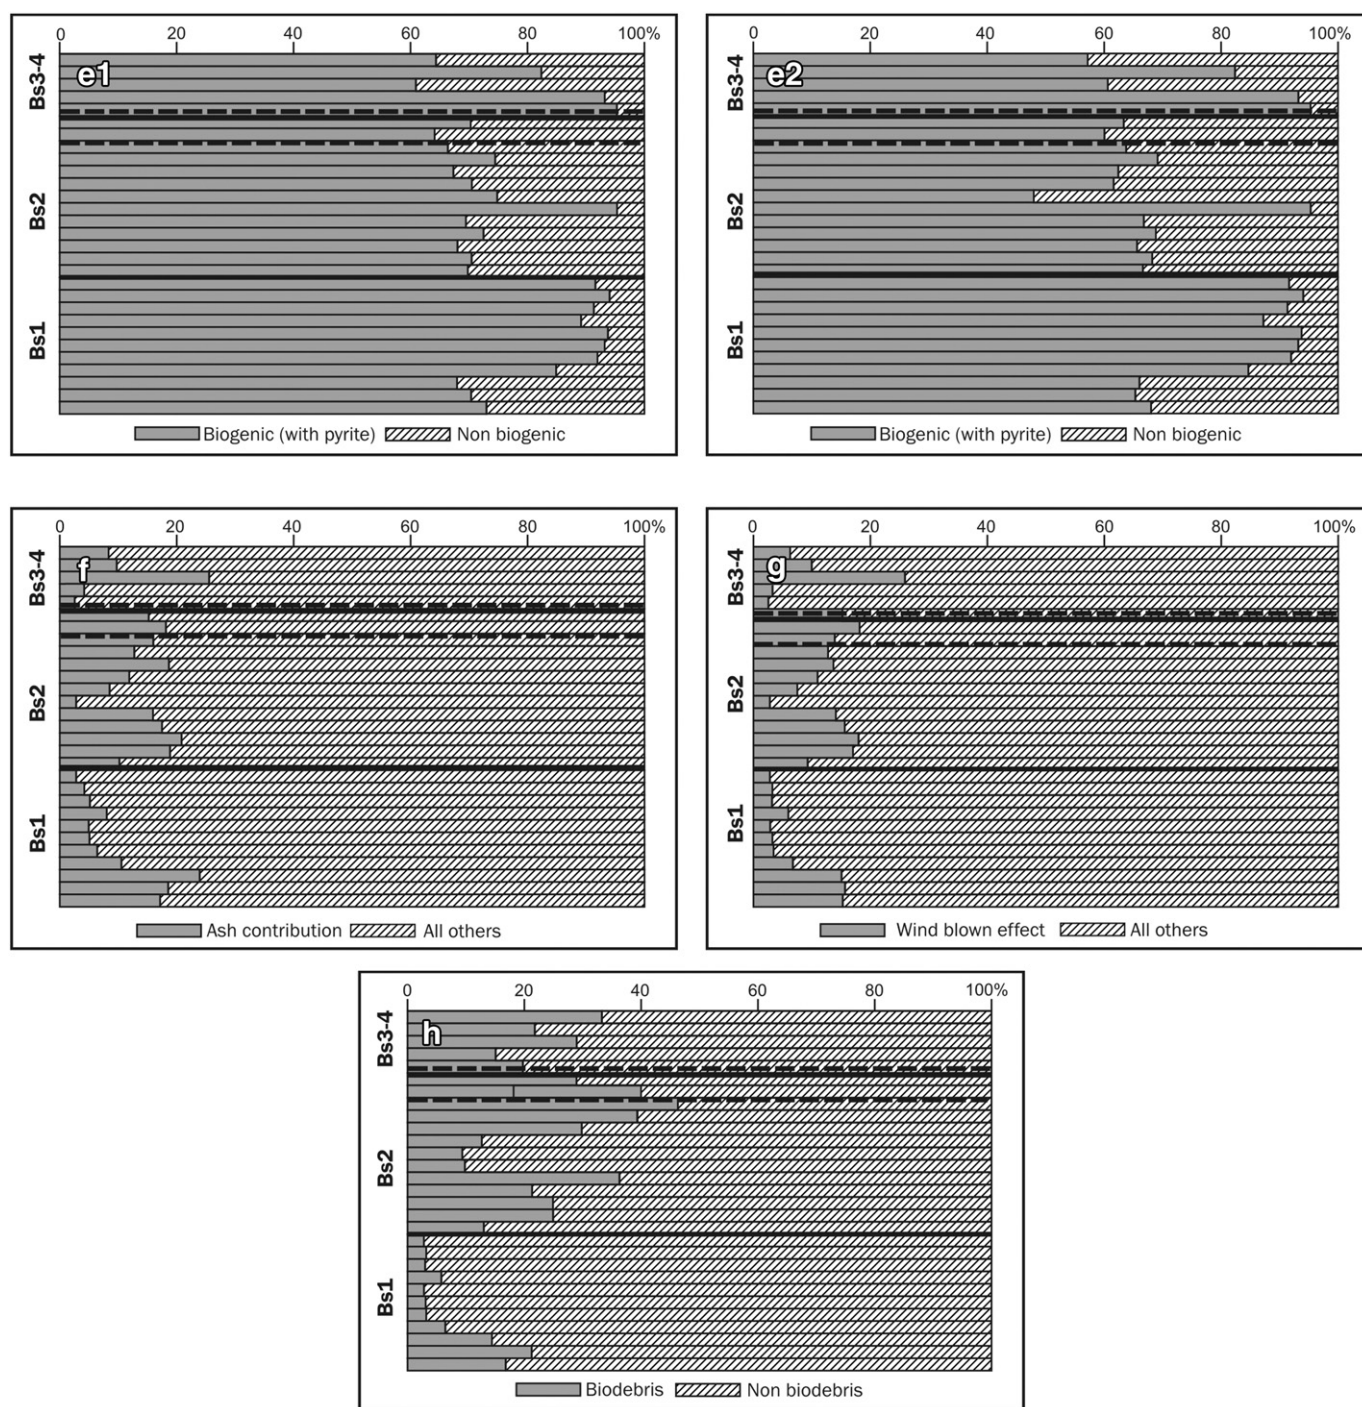 0 20 40 60 80 100%
e1
Bs3-4
Bs2
Bs1
Biogenic (with pyrite) Non biogenic
0 20 40 60 80 100%
e2
Bs3-4
Bs2
Bs1
Biogenic (with pyrite) Non biogenic
0 20 40 60 80 100%
f
Bs3-4
Bs2
Bs1
Ash contribution All others
0 20 40 60 80 100%
g
Bs3-4
Bs2
Bs1
Wind blown effect All others
0 20 40 60 80 100%
h
Bs3-4
Bs2
Bs1
Biodebris Non biodebris